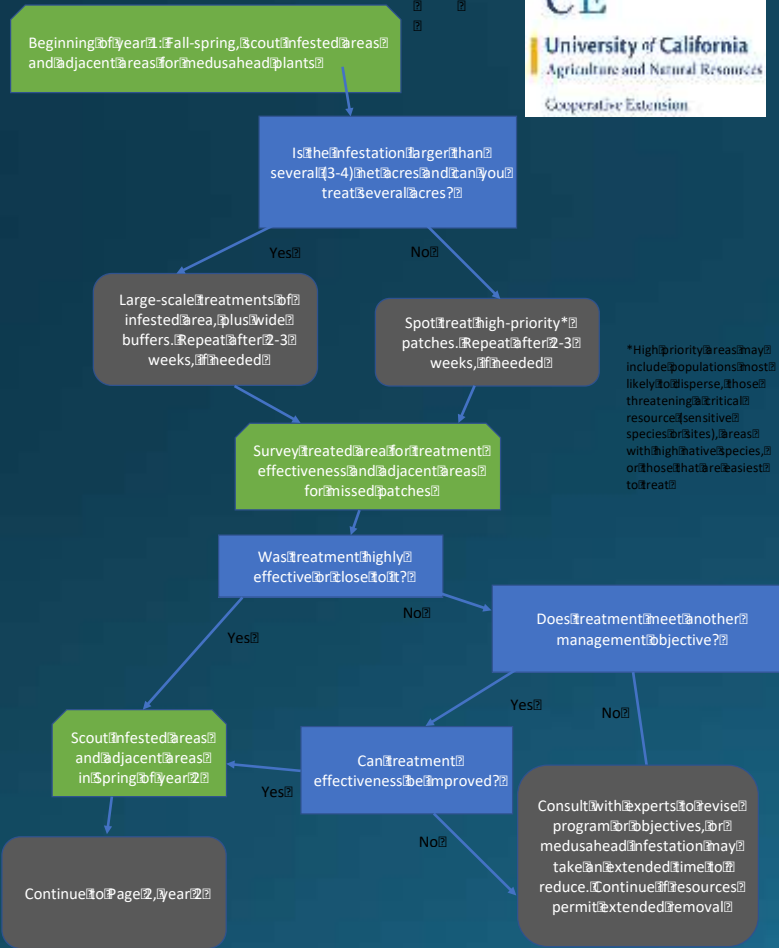 CE
University of California
Agriculture and Natural Resources
Cooperative Extension
Beginning of year 1: Fall-spring, scout infested areas
and adjacent areas for medusahead plants
Is the infestation larger than
several (3-4) net acres and can you
treat several acres?
Yes
No
Large-scale treatments of
infested area, plus wide
buffers. Repeat after 2-3
weeks, if needed
Spot treat high-priority*
patches. Repeat after 2-3
weeks, if needed
*High priority areas may
include populations most
likely to disperse, those
threatening a critical
resource (sensitive
species or sites), areas
with high native species,
or those that are easiest
to treat
Survey treated area for treatment
effectiveness and adjacent areas
for missed patches
Was treatment highly
effective or close to it?
No
Yes
Does treatment meet another
management objective?
Yes
No
Scout infested areas
and adjacent areas
in Spring of year 2
Can treatment
effectiveness be improved?
Yes
No
Consult with experts to revise
program or objectives, or
medusahead infestation may
take an extended time to
reduce. Continue if resources
permit extended removal
Continue to Page 2, year 2